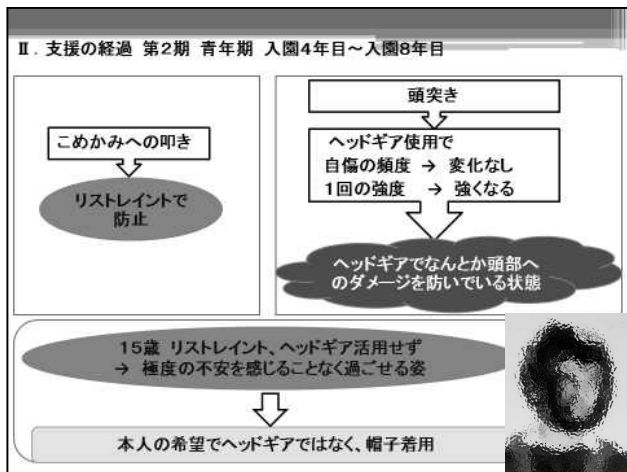 Ⅱ．支援の経過 第2期 青年期 入園4年目～入園8年目
こめかみへの叩き
リストレイントで
防止
頭突き
ヘッドギア使用で
自傷の頻度 → 変化なし
1回の強度 → 強くなる
ヘッドギアでなんとか頭部へ
のダメージを防いでいる状態
15歳 リストレイント、ヘッドギア活用せず
→ 極度の不安を感じることなく過ごせる姿
本人の希望でヘッドギアではなく、帽子着用